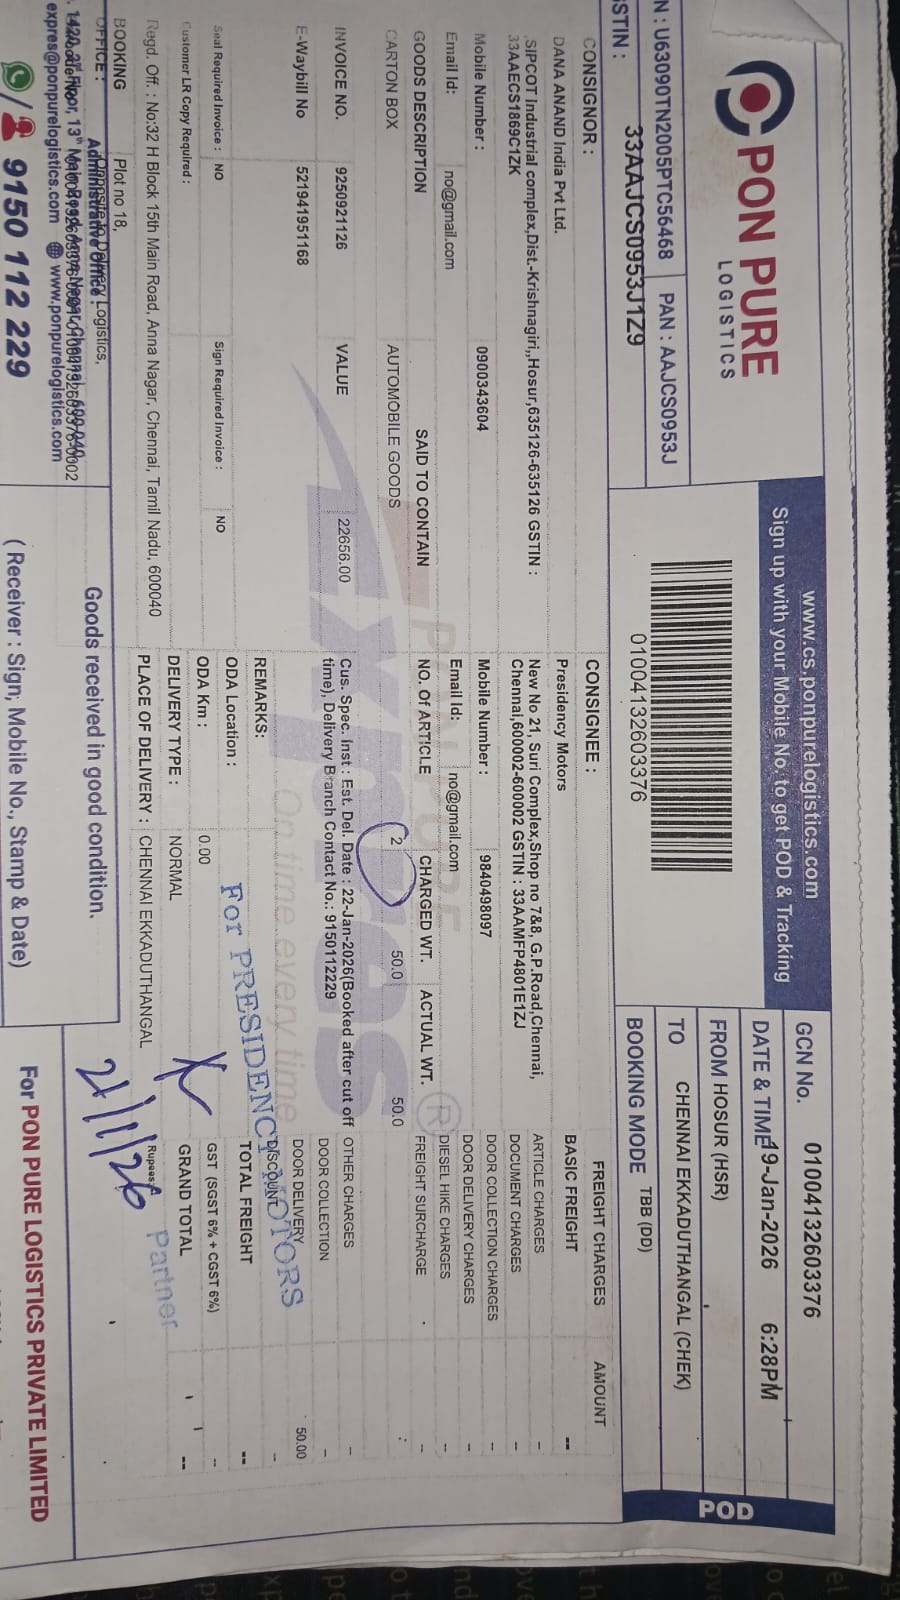 PON PURE
LOGISTICS
N : U63090TN2005PTC56468 PAN : AAJCS0953J
STIN : 33AAJCS0953J1Z9
www.cs.ponpurelogistics.com
Sign up with your Mobile No. to get POD & Tracking
0100413260 3376
GCN No. 01004132603376
DATE & TIME 19-Jan-2026 6:28PM
FROM HOSUR (HSR)
TO CHENNAI EKKADUTHANGAL (CHEK)
BOOKING MODE TBB (DD)
POD
CONSIGNOR :
DANA ANAND India Pvt Ltd.
,SIPCOT Industrial complex,Dist.-Krishnagiri,,Hosur,635126-635126 GSTIN :
33AAECS1869C1ZK
Mobile Number : 0900343604
Email Id: no@gmail.com
CONSIGNEE :
Presidency Motors
New No 21, Suri Complex,Shop no 7&8, G.P.Road,Chennai,
Chennai,600002-600002 GSTIN : 33AAMFP4801E1ZJ
Mobile Number : 9840498097
Email Id: no@gmail.com
GOODS DESCRIPTION SAID TO CONTAIN NO. Of ARTICLE CHARGED WT. ACTUAL WT.
CARTON BOX AUTOMOBILE GOODS 2 50.0 50.0
INVOICE NO. 9250921126 VALUE 22656.00
E-Waybill No 521941951168
Cus. Spec. Inst : Est. Del. Date : 22-Jan-2026(Booked after cut off
time), Delivery Branch Contact No.: 9150112229
REMARKS:
Seal Required Invoice : NO Sign Required Invoice : NO
Customer LR Copy Required :
ODA Location :
ODA Km : 0.00
DELIVERY TYPE : NORMAL
PLACE OF DELIVERY : CHENNAI EKKADUTHANGAL
Regd. Off. : No:32 H Block 15th Main Road, Anna Nagar, Chennai, Tamil Nadu, 600040
FREIGHT CHARGES AMOUNT
BASIC FREIGHT --
ARTICLE CHARGES -
DOCUMENT CHARGES -
DOOR COLLECTION CHARGES -
DOOR DELIVERY CHARGES -
DIESEL HIKE CHARGES -
FREIGHT SURCHARGE -
OTHER CHARGES -
DOOR COLLECTION -
DOOR DELIVERY 50.00
DISCOUNT -
TOTAL FREIGHT --
GST (SGST 6% + CGST 6%) --
GRAND TOTAL --
Rupees
PON PURE
Expres
On time every time
For PRESIDENCY MOTORS
Partner
21/1/26
BOOKING Plot no 18,
OFFICE :
Administrative Office :
expres@ponpurelogistics.com www.ponpurelogistics.com
9150 112 229
Goods received in good condition.
( Receiver : Sign, Mobile No., Stamp & Date)
For PON PURE LOGISTICS PRIVATE LIMITED